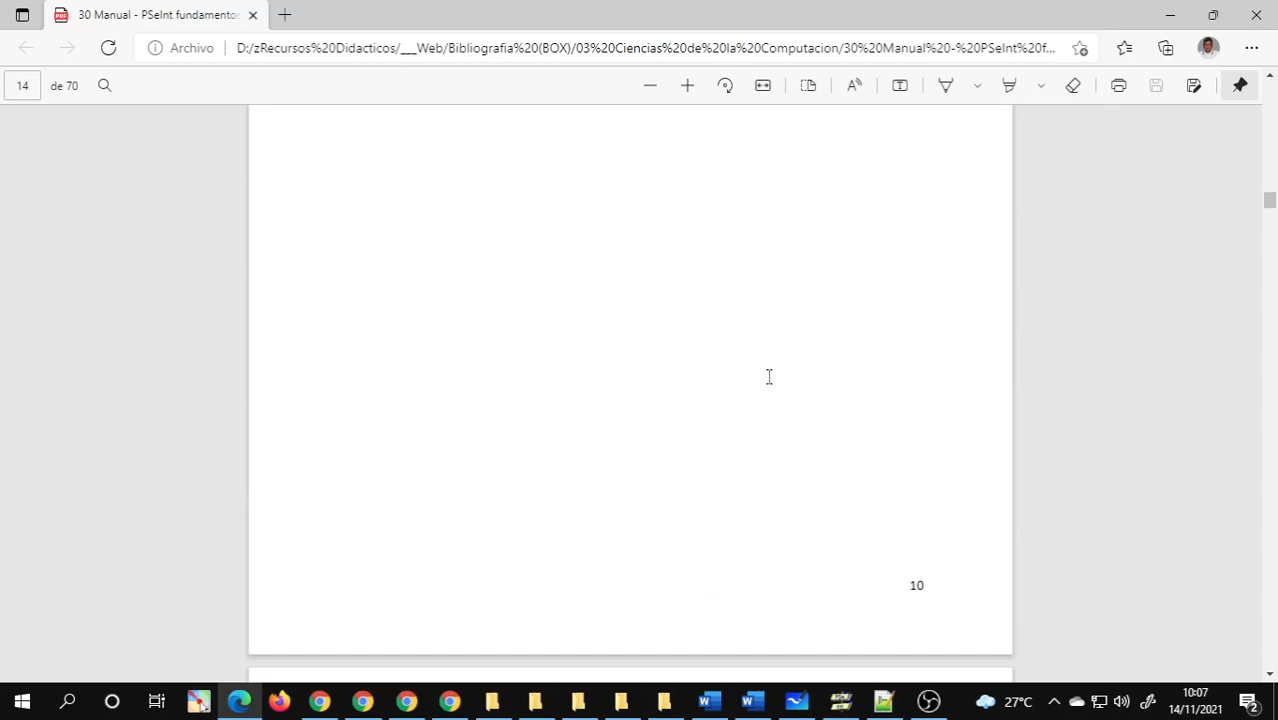 30 Manual - PSeInt fundamentos
Archivo
D:/zRecursos%20Didacticos/___Web/Bibliografia%20(BOX)/03%20Ciencias%20de%20la%20Computacion/30%20Manual%20-%20PSeInt%20f...
14
de 70
10
27°C
10:07
14/11/2021
2